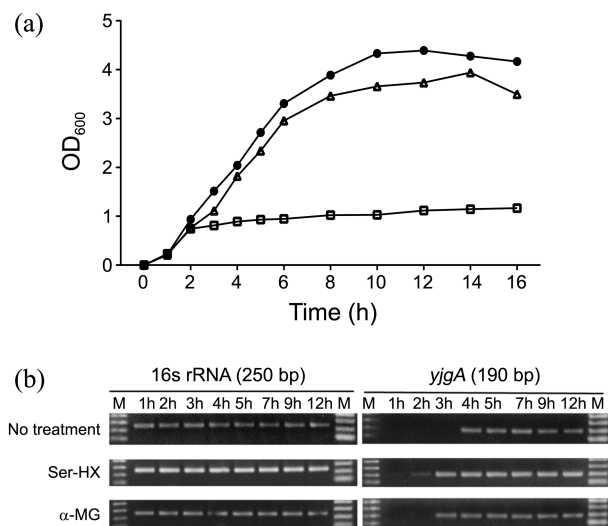 (a)
5
4
3
2
1
0
OD600
0 2 4 6 8 10 12 14 16
Time (h)
(b)
16s rRNA (250 bp) yjgA (190 bp)
M 1h 2h 3h 4h 5h 7h 9h 12h M 1h 2h 3h 4h 5h 7h 9h 12h M
No treatment
Ser-HX
α-MG